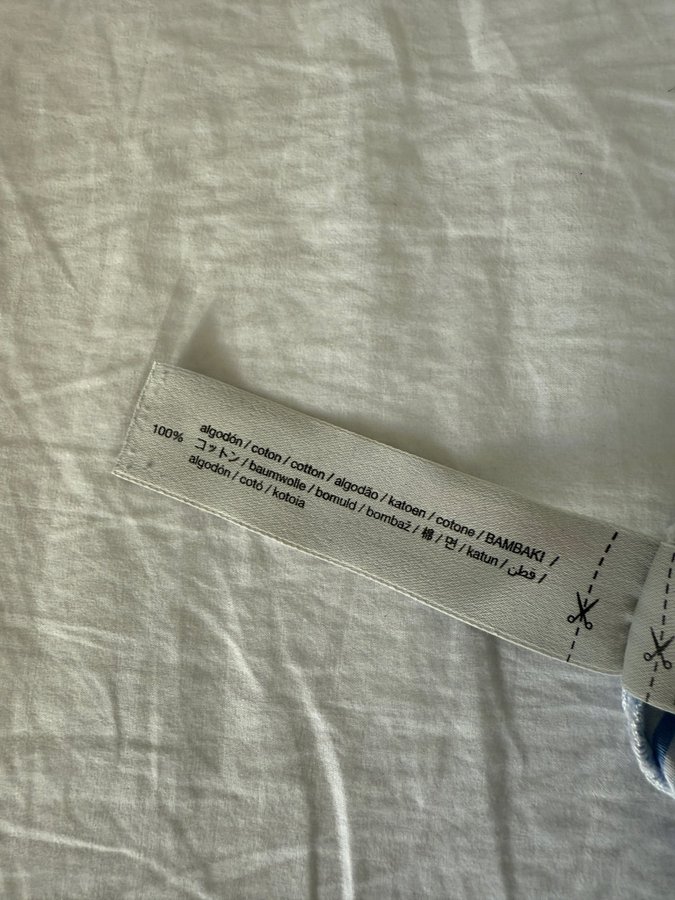 100% algodón / coton / cotton / algodão / katoen / cotone / BAMBAKI /
コットン / baumwolle / bomuld / bombaž / 棉 / 면 / katun / قطن /
algodón / cotó / kotoia